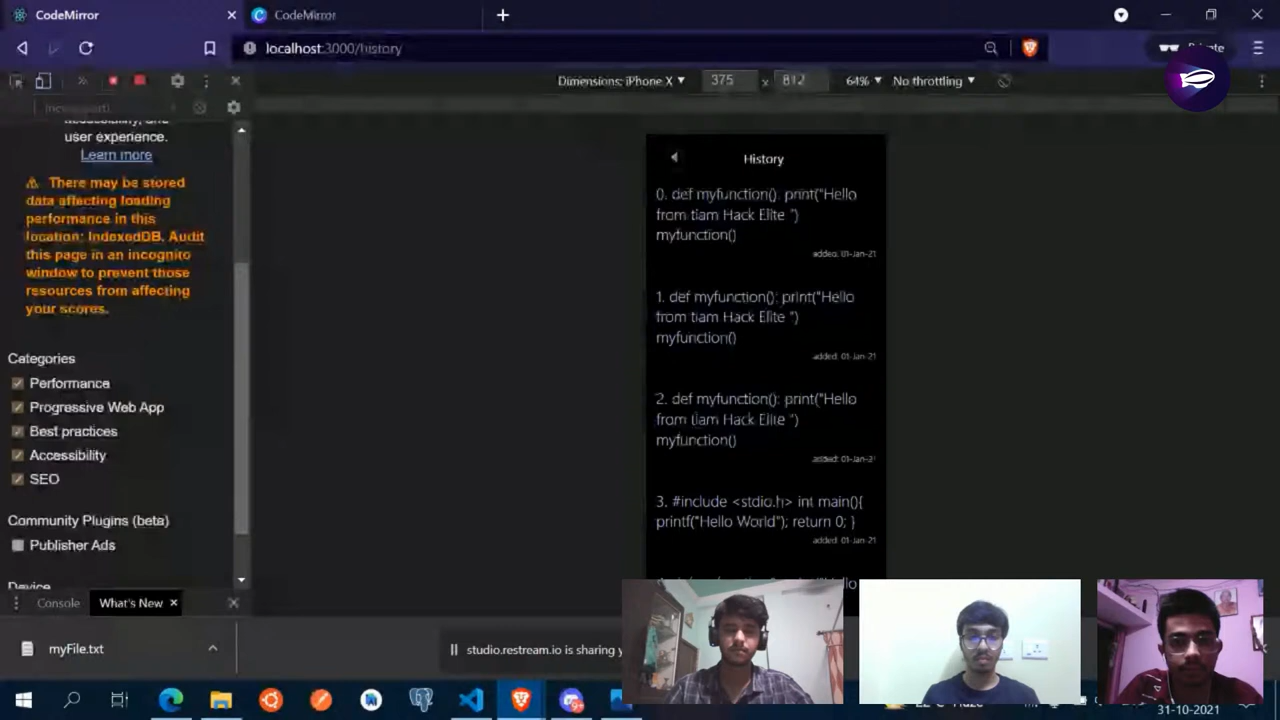 CodeMirror
CodeMirror
localhost:3000/history
Private
Dimensions: iPhone X
375
x
812
64%
No throttling
user experience.
Learn more
There may be stored
data affecting loading
performance in this
location: IndexedDB. Audit
this page in an incognito
window to prevent those
resources from affecting
your scores.
Categories
Performance
Progressive Web App
Best practices
Accessibility
SEO
Community Plugins (beta)
Publisher Ads
Device
Console
What's New
History
0. def myfunction(): print("Hello
from tiam Hack Elite ")
myfunction()
added: 01-Jan-21
1. def myfunction(): print("Hello
from tiam Hack Elite ")
myfunction()
added: 01-Jan-21
2. def myfunction(): print("Hello
from tiam Hack Elite ")
myfunction()
added: 01-Jan-21
3. #include <stdio.h> int main(){
printf("Hello World"); return 0; }
added: 01-Jan-21
myFile.txt
studio.restream.io is sharing
31-10-2021